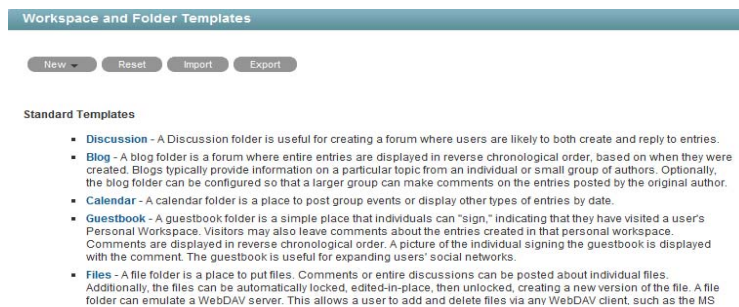 Workspace and Folder Templates
New Reset Import Export
Standard Templates
▪ Discussion - A Discussion folder is useful for creating a forum where users are likely to both create and reply to entries.
▪ Blog - A blog folder is a forum where entire entries are displayed in reverse chronological order, based on when they were
created. Blogs typically provide information on a particular topic from an individual or small group of authors. Optionally,
the blog folder can be configured so that a larger group can make comments on the entries posted by the original author.
▪ Calendar - A calendar folder is a place to post group events or display other types of entries by date.
▪ Guestbook - A guestbook folder is a simple place that individuals can "sign," indicating that they have visited a user's
Personal Workspace. Visitors may also leave comments about the entries created in that personal workspace.
Comments are displayed in reverse chronological order. A picture of the individual signing the guestbook is displayed
with the comment. The guestbook is useful for expanding users' social networks.
▪ Files - A file folder is a place to put files. Comments or entire discussions can be posted about individual files.
Additionally, the files can be automatically locked, edited-in-place, then unlocked, creating a new version of the file. A file
folder can emulate a WebDAV server. This allows a user to add and delete files via any WebDAV client, such as the MS